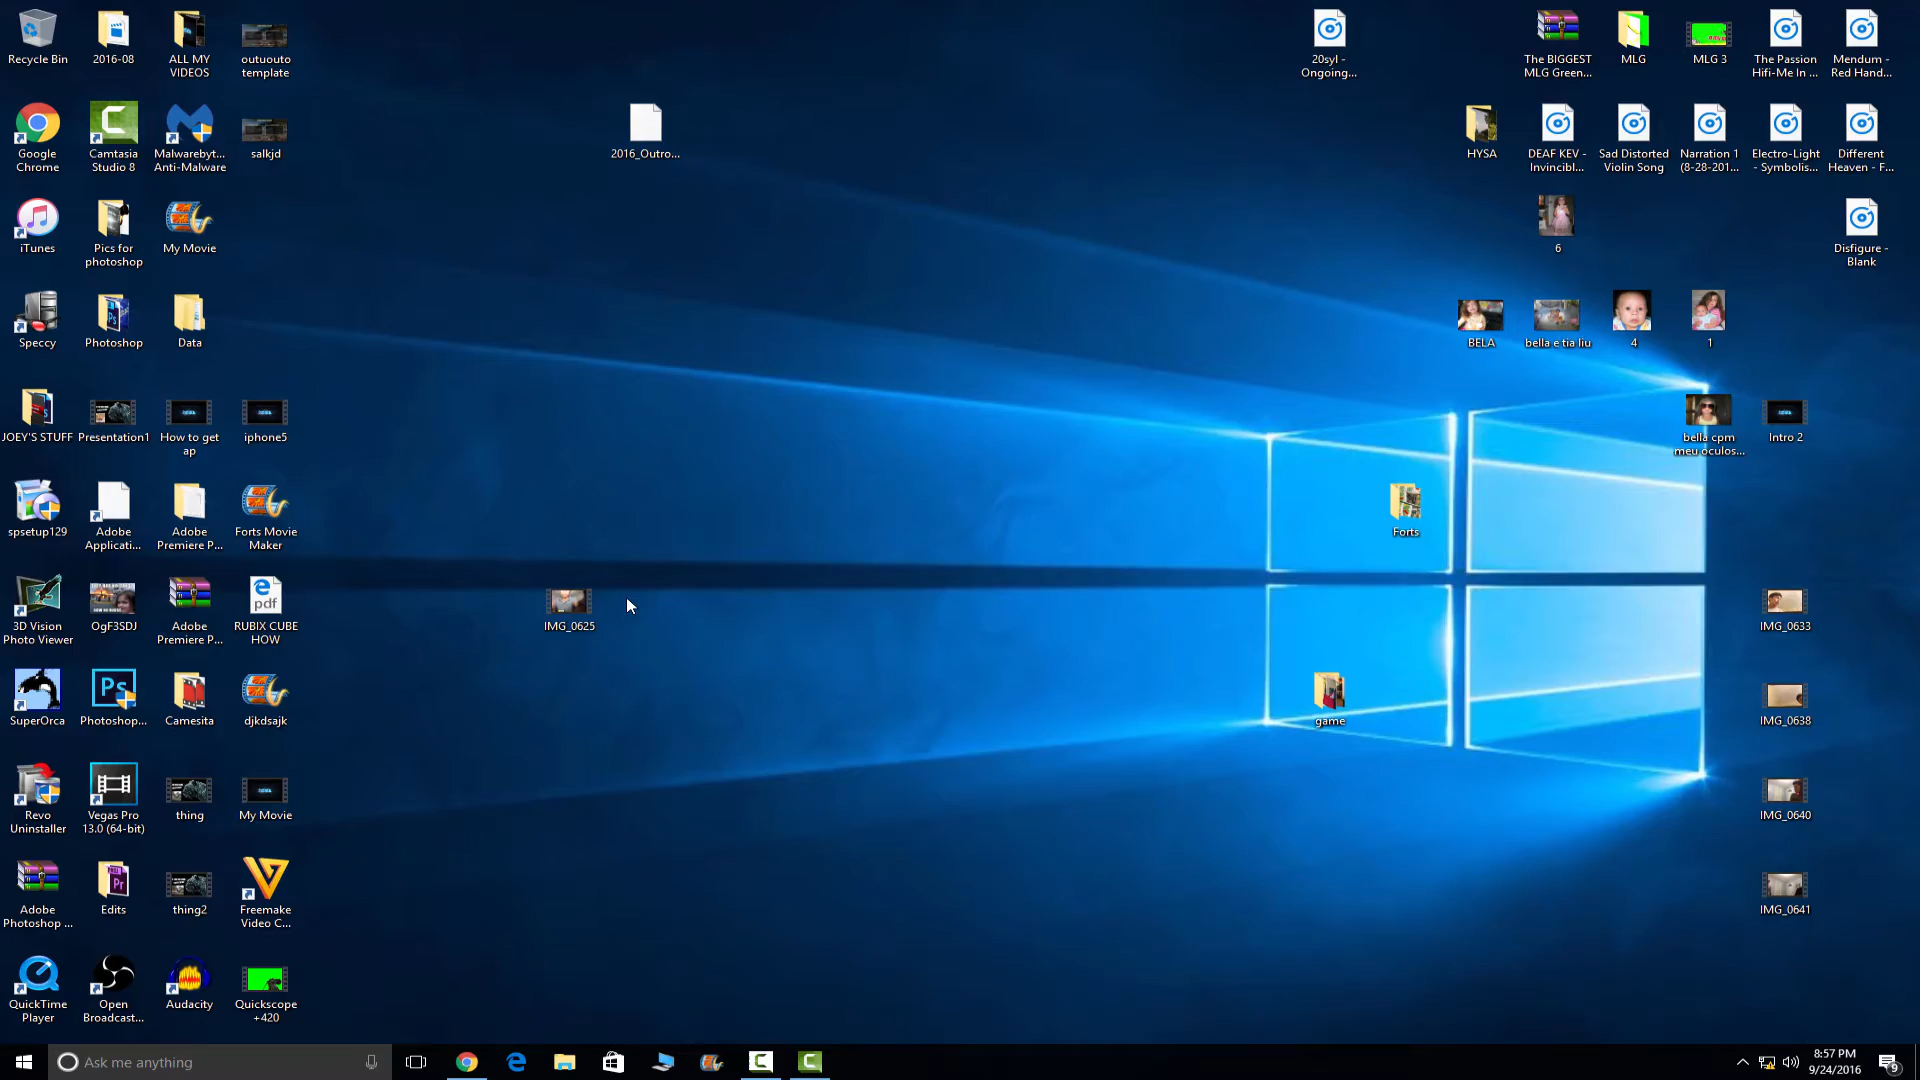 Recycle Bin
2016-08
ALL MY
VIDEOS
outuouto
template
20syl -
Ongoing...
The BIGGEST
MLG Green...
MLG
MLG 3
The Passion
Hifi-Me In ...
Mendum -
Red Hand...
Google
Chrome
Camtasia
Studio 8
Malwarebyt...
Anti-Malware
salkjd
2016_Outro...
HYSA
DEAF KEV -
Invincibl...
Sad Distorted
Violin Song
Narration 1
(8-28-201...
Electro-Light
- Symbolis...
Different
Heaven - F...
iTunes
Pics for
photoshop
My Movie
6
Disfigure -
Blank
Speccy
Photoshop
Data
BELA
bella e tia liu
4
1
JOEY'S STUFF
Presentation1
How to get
ap
iphone5
bella cpm
meu oculos...
Intro 2
spsetup129
Adobe
Applicati...
Adobe
Premiere P...
Forts Movie
Maker
Forts
3D Vision
Photo Viewer
OgF3SDJ
Adobe
Premiere P...
pdf
RUBIX CUBE
HOW
IMG_0625
IMG_0633
SuperOrca
Ps
Photoshop...
Camesita
djkdsajk
game
IMG_0638
Revo
Uninstaller
Vegas Pro
13.0 (64-bit)
thing
My Movie
IMG_0640
Adobe
Photoshop ...
Pr
Edits
thing2
Freemake
Video C...
IMG_0641
QuickTime
Player
Open
Broadcast...
Audacity
Quickscope
+420
Ask me anything
8:57 PM
9/24/2016
9